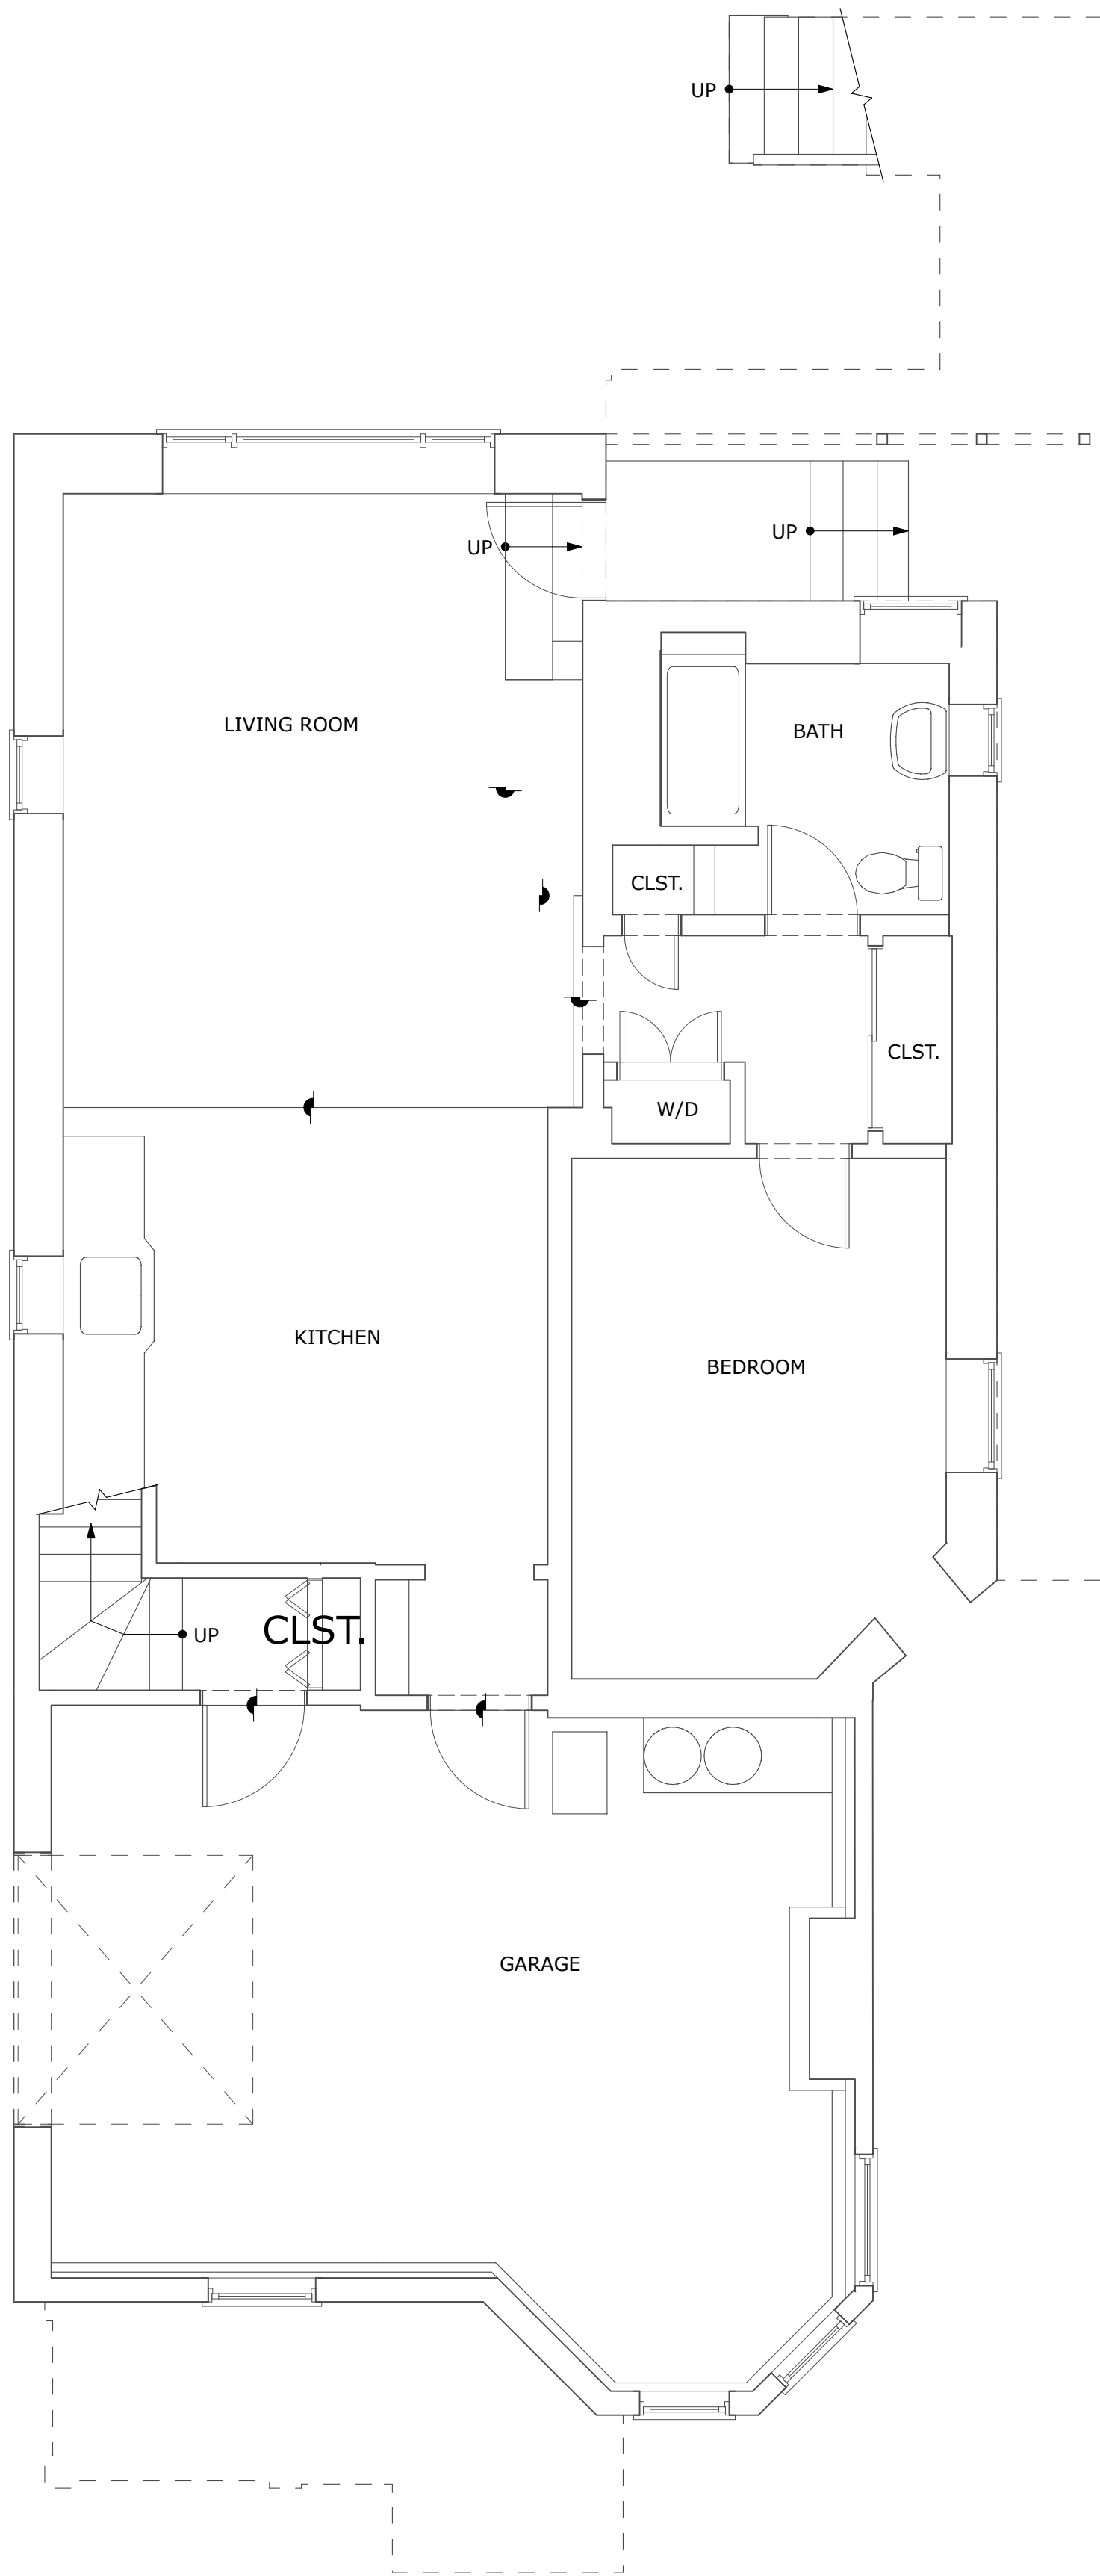 UP
UP
UP
LIVING ROOM
BATH
CLST.
CLST.
W/D
KITCHEN
BEDROOM
CLST.
UP
GARAGE